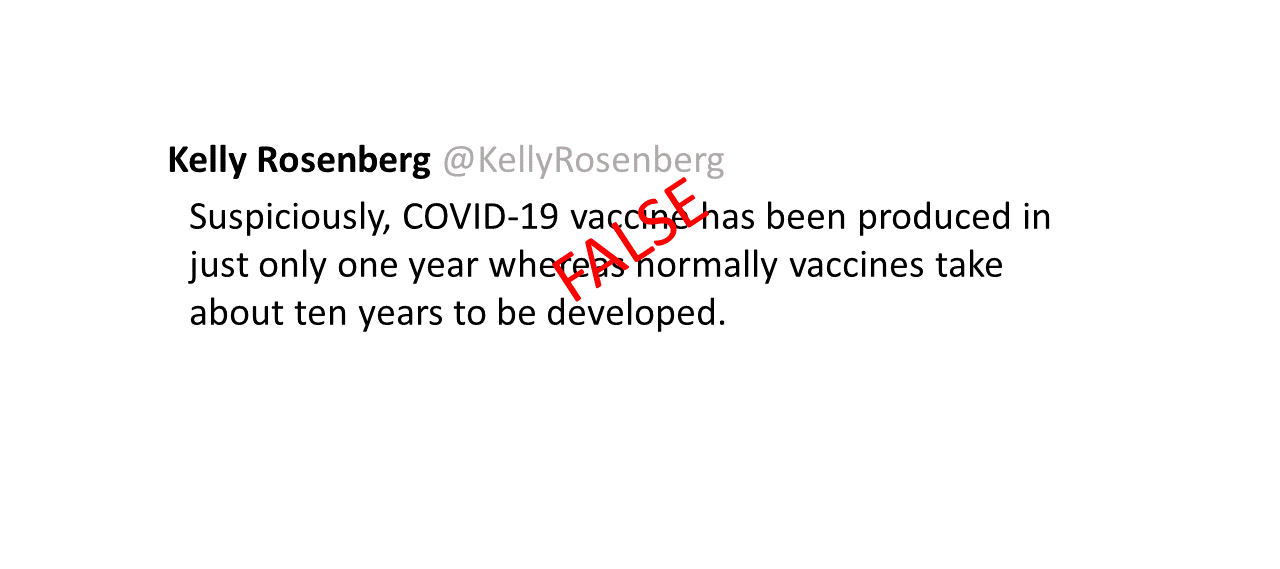 Kelly Rosenberg @KellyRosenberg
Suspiciously, COVID-19 vaccine has been produced in
just only one year whereas normally vaccines take
about ten years to be developed.
FALSE